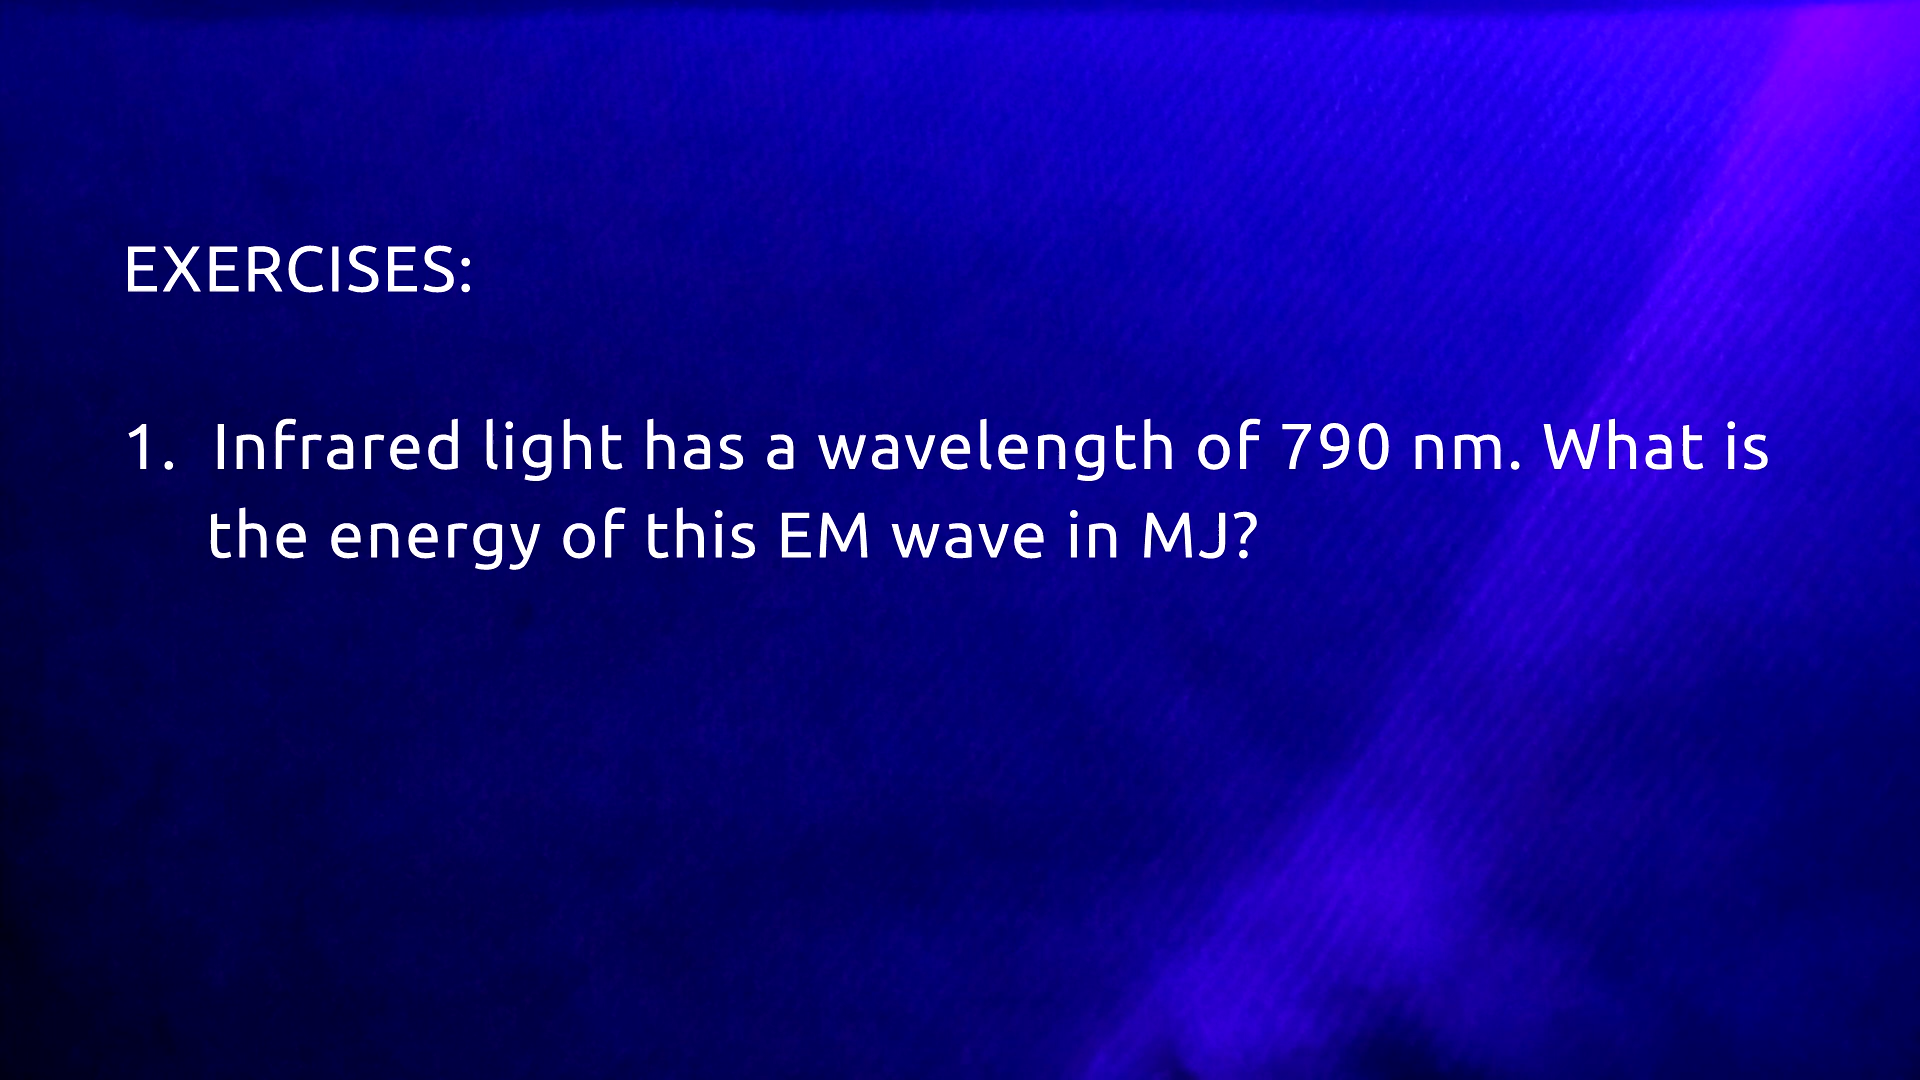 EXERCISES:
1. Infrared light has a wavelength of 790 nm. What is
the energy of this EM wave in MJ?